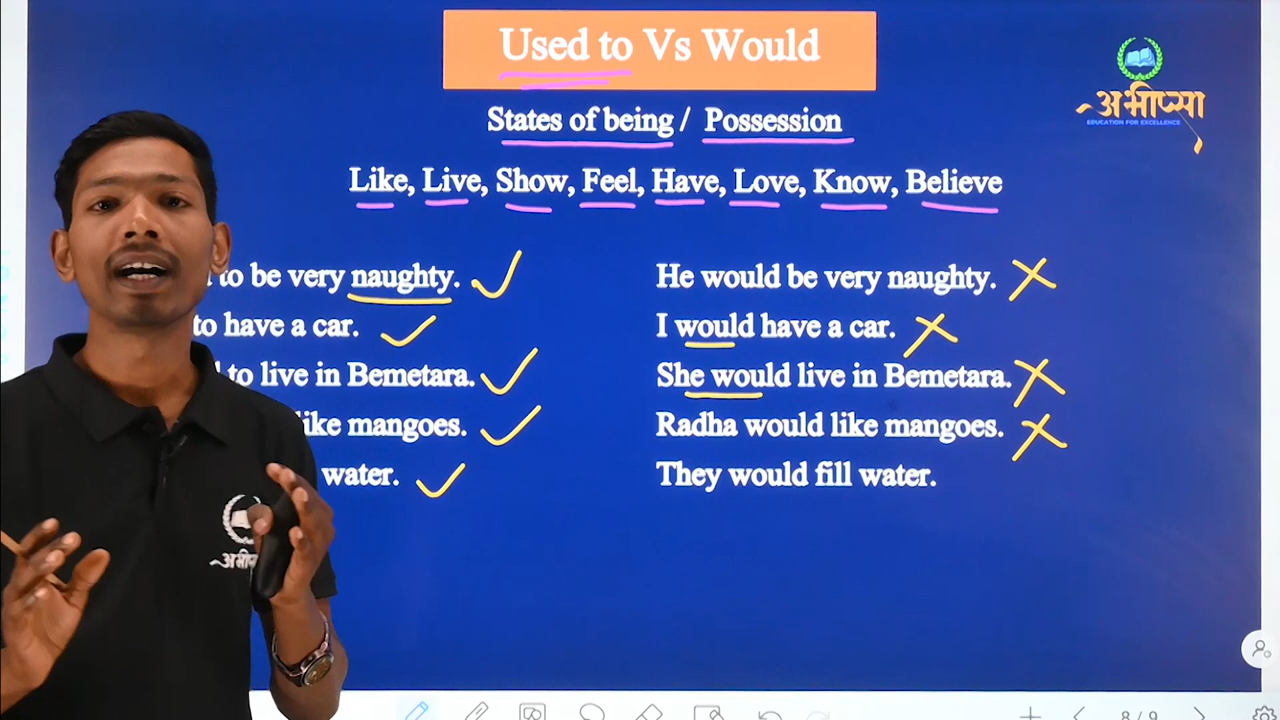 Used to Vs Would
अभीप्सा
EDUCATION FOR EXCELLENCE
States of being / Possession
Like, Live, Show, Feel, Have, Love, Know, Believe
to be very naughty.
He would be very naughty.
to have a car.
I would have a car.
to live in Bemetara.
She would live in Bemetara.
like mangoes.
Radha would like mangoes.
water.
They would fill water.
8 / 9